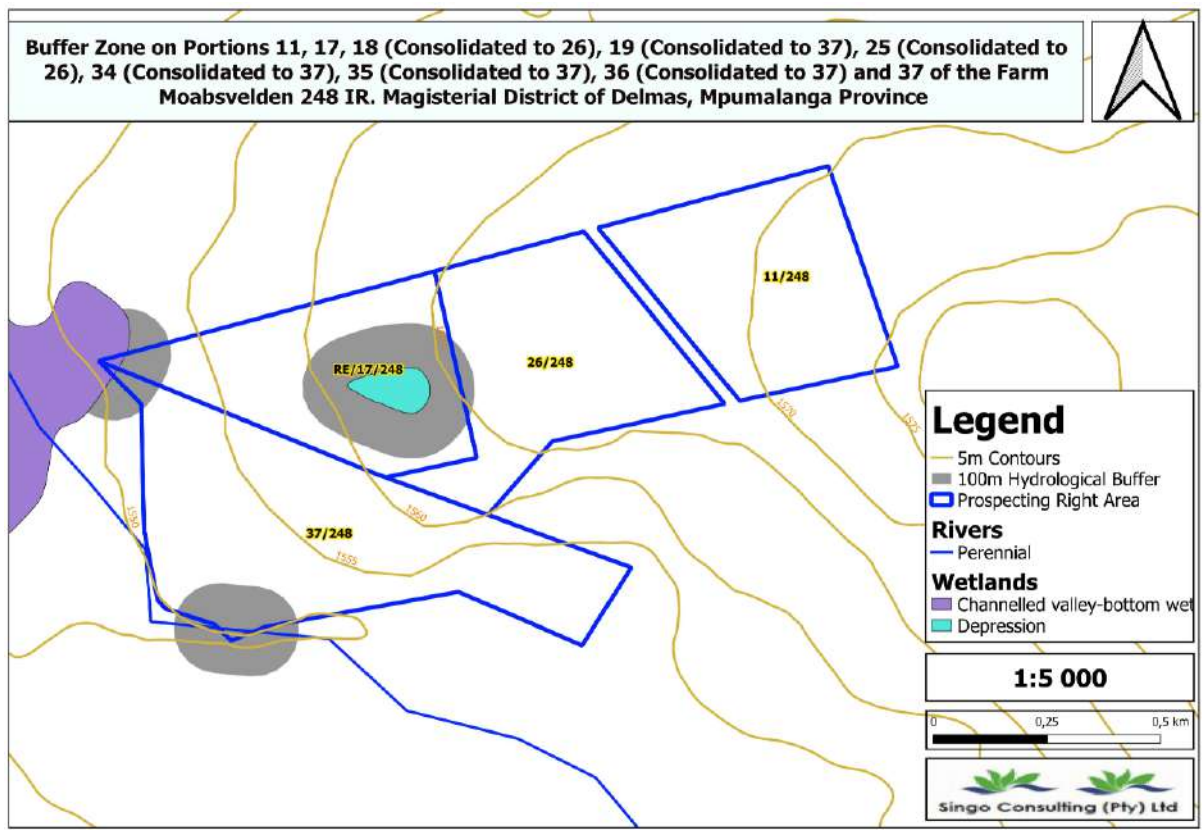 Buffer Zone on Portions 11, 17, 18 (Consolidated to 26), 19 (Consolidated to 37), 25 (Consolidated to
26), 34 (Consolidated to 37), 35 (Consolidated to 37), 36 (Consolidated to 37) and 37 of the Farm
Moabsvelden 248 IR. Magisterial District of Delmas, Mpumalanga Province
11/248
26/248
RE/17/248
37/248
1550
1555
1560
1570
1525
Legend
5m Contours
100m Hydrological Buffer
Prospecting Right Area
Rivers
Perennial
Wetlands
Channelled valley-bottom wet
Depression
1:5 000
0 0,25 0,5 km
Singo Consulting (Pty) Ltd